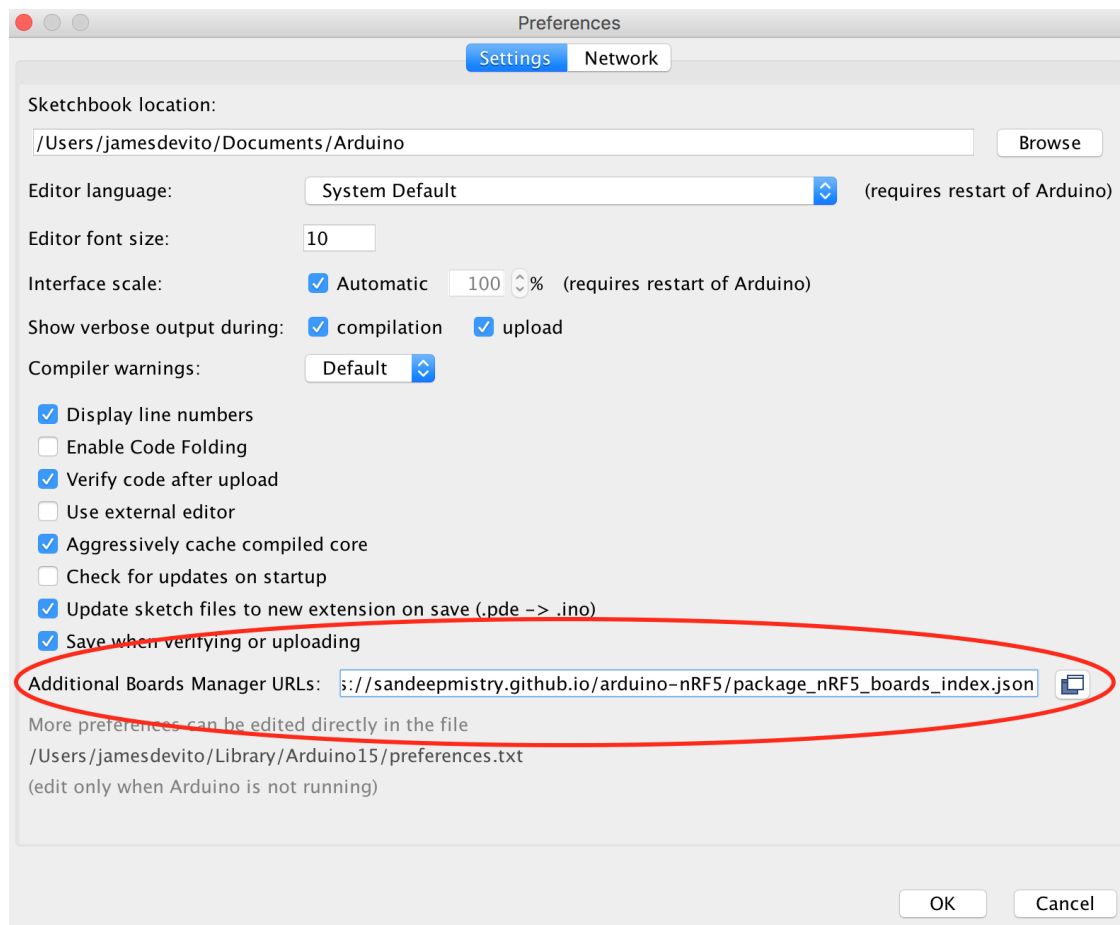 Preferences
Settings Network
Sketchbook location:
/Users/jamesdevito/Documents/Arduino Browse
Editor language: System Default (requires restart of Arduino)
Editor font size: 10
Interface scale: Automatic 100 % (requires restart of Arduino)
Show verbose output during: compilation upload
Compiler warnings: Default
Display line numbers
Enable Code Folding
Verify code after upload
Use external editor
Aggressively cache compiled core
Check for updates on startup
Update sketch files to new extension on save (.pde -> .ino)
Save when verifying or uploading
Additional Boards Manager URLs: s://sandeepmistry.github.io/arduino-nRF5/package_nRF5_boards_index.json
More preferences can be edited directly in the file
/Users/jamesdevito/Library/Arduino15/preferences.txt
(edit only when Arduino is not running)
OK Cancel